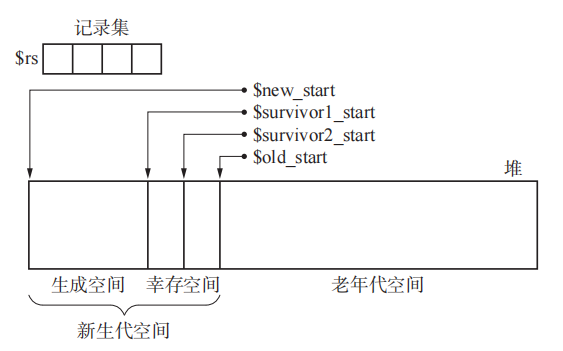 记录集
$rs
$new_start
$survivor1_start
$survivor2_start
$old_start
堆
生成空间 幸存空间 老年代空间
新生代空间